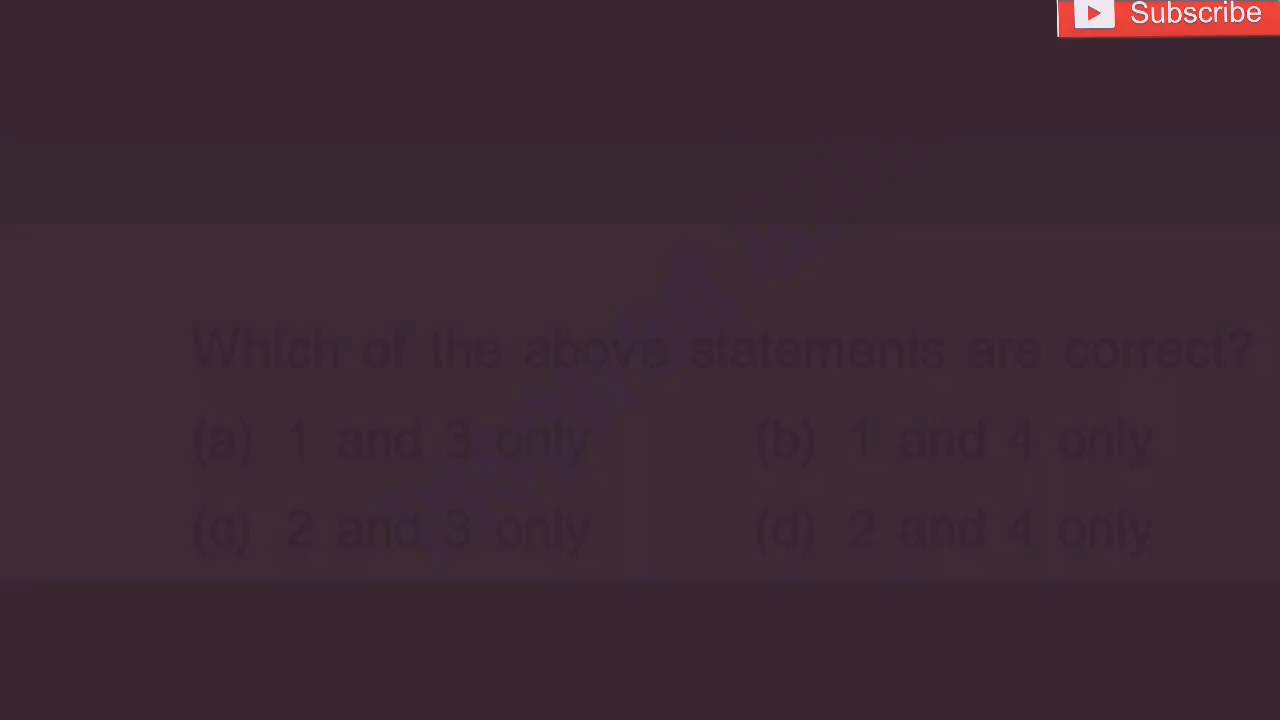 Subscribe
Which of the above statements are correct?
(a) 1 and 3 only (b) 1 and 4 only
(c) 2 and 3 only (d) 2 and 4 only